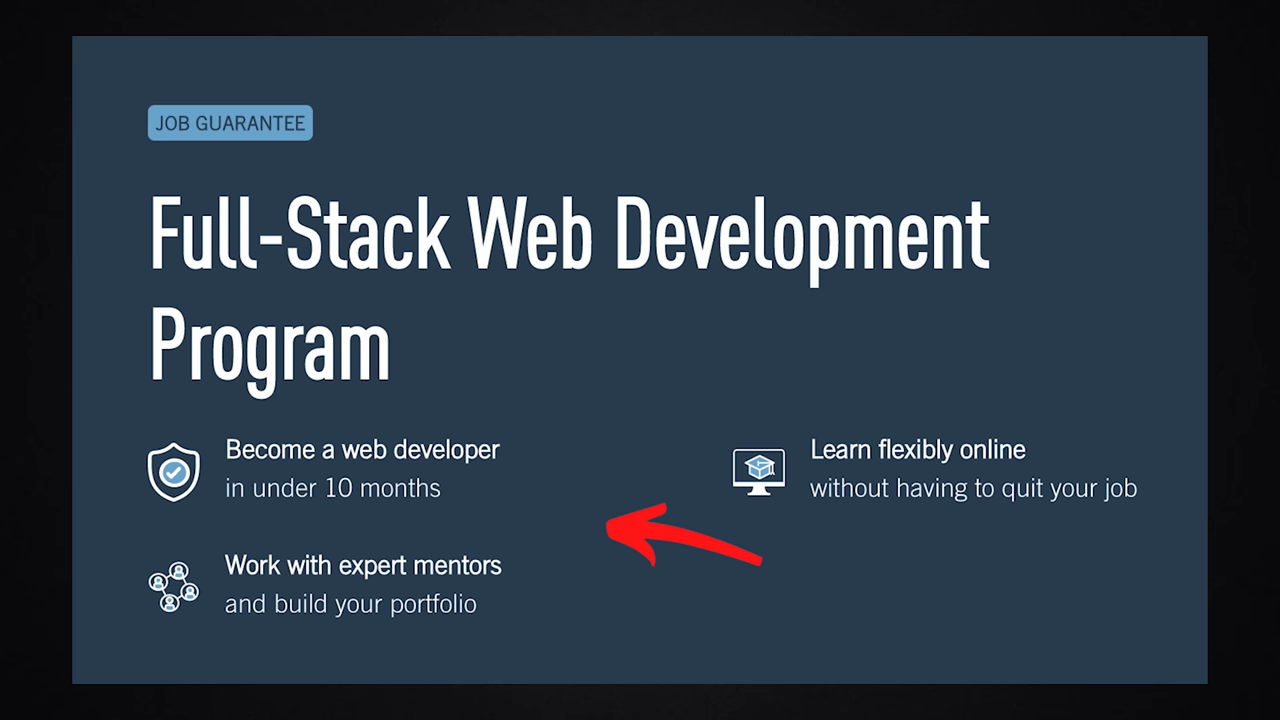 JOB GUARANTEE
Full-Stack Web Development
Program
Become a web developer
in under 10 months
Learn flexibly online
without having to quit your job
Work with expert mentors
and build your portfolio